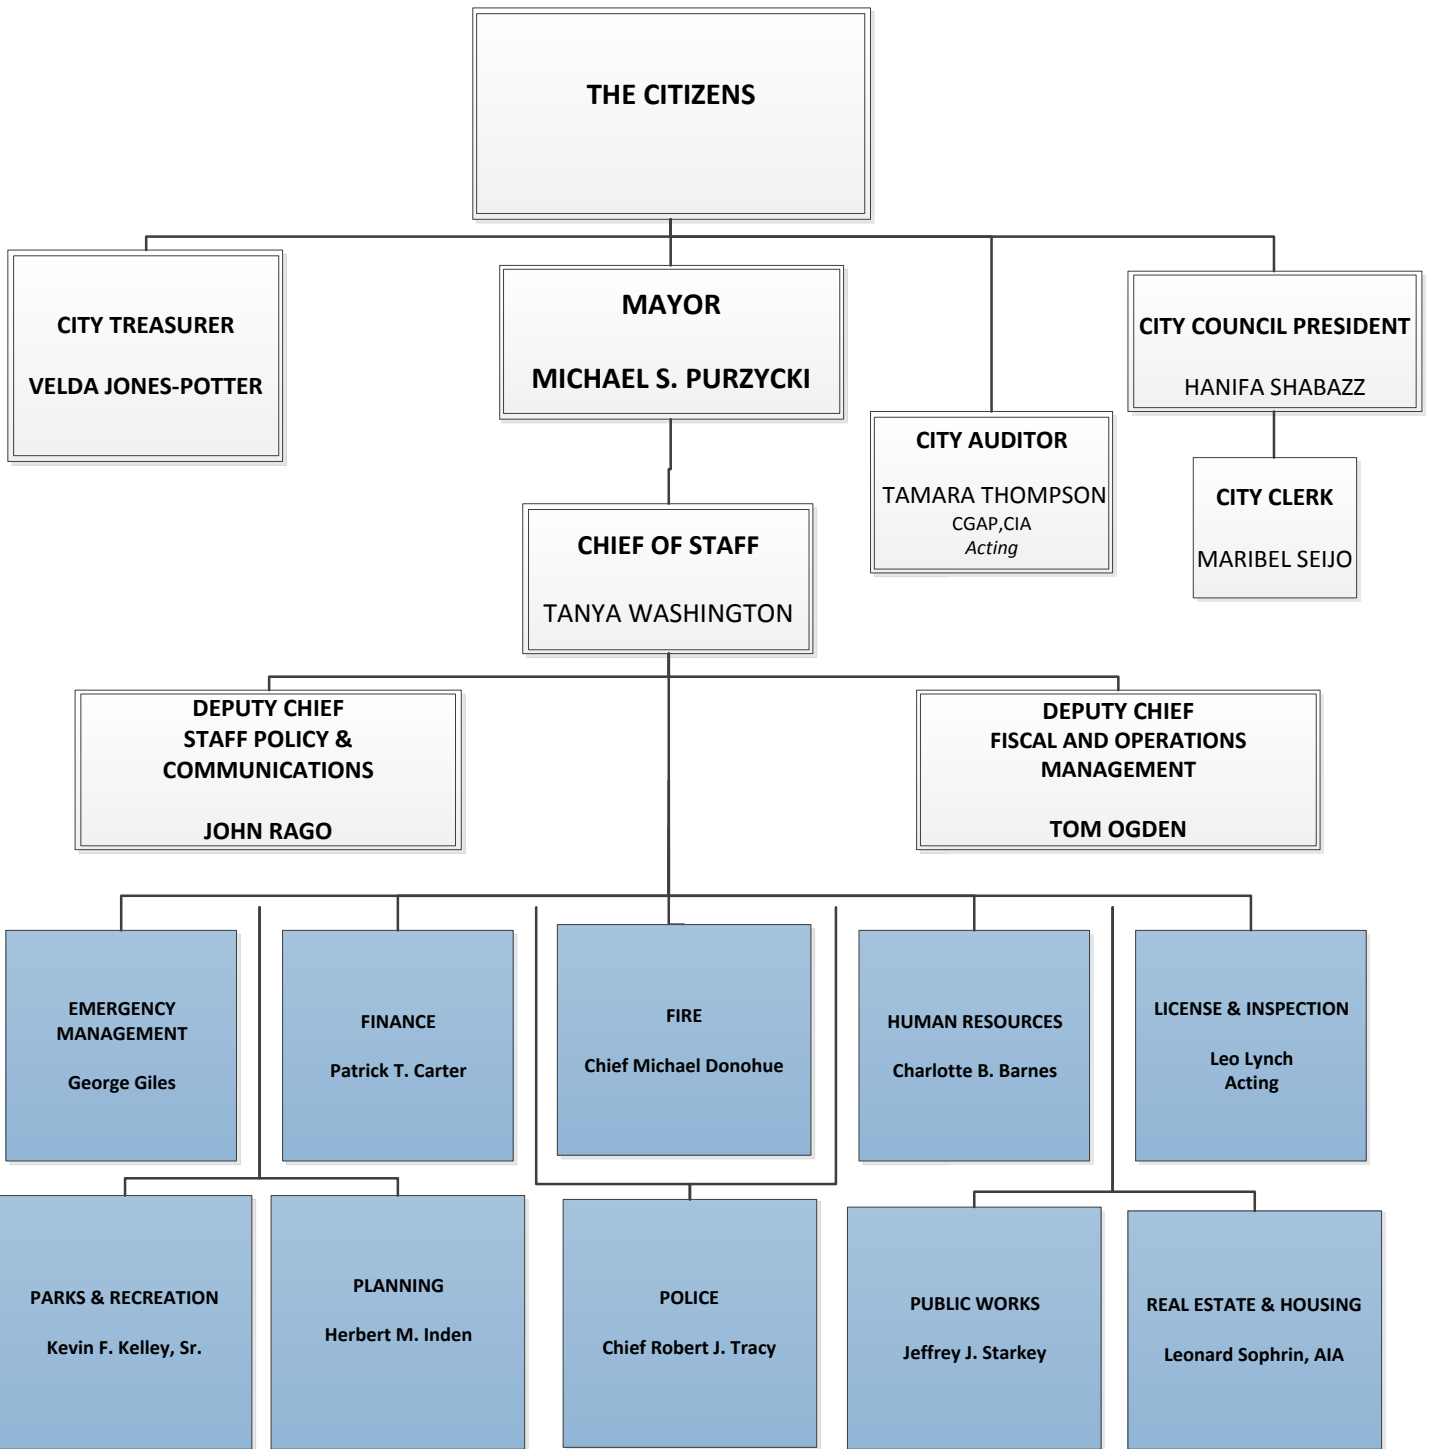 THE CITIZENS
CITY TREASURER
VELDA JONES-POTTER
MAYOR
MICHAEL S. PURZYCKI
CITY COUNCIL PRESIDENT
HANIFA SHABAZZ
CITY AUDITOR
TAMARA THOMPSON
CGAP,CIA
Acting
CITY CLERK
MARIBEL SEIJO
CHIEF OF STAFF
TANYA WASHINGTON
DEPUTY CHIEF
STAFF POLICY &
COMMUNICATIONS
JOHN RAGO
DEPUTY CHIEF
FISCAL AND OPERATIONS
MANAGEMENT
TOM OGDEN
EMERGENCY
MANAGEMENT
George Giles
FINANCE
Patrick T. Carter
FIRE
Chief Michael Donohue
HUMAN RESOURCES
Charlotte B. Barnes
LICENSE & INSPECTION
Leo Lynch
Acting
PARKS & RECREATION
Kevin F. Kelley, Sr.
PLANNING
Herbert M. Inden
POLICE
Chief Robert J. Tracy
PUBLIC WORKS
Jeffrey J. Starkey
REAL ESTATE & HOUSING
Leonard Sophrin, AIA